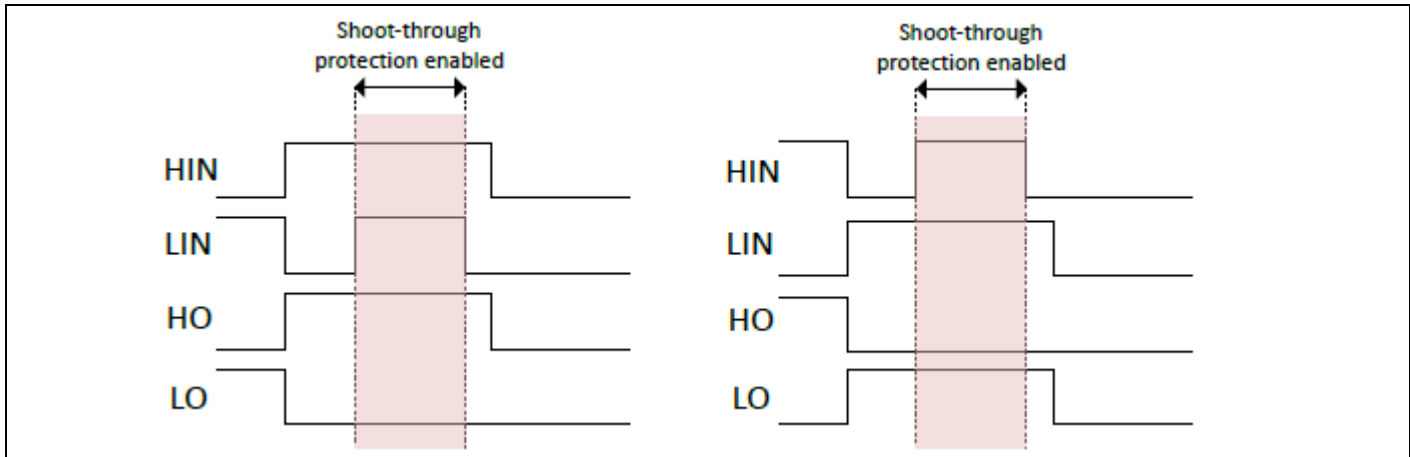 Shoot-through
protection enabled
HIN
LIN
HO
LO
Shoot-through
protection enabled
HIN
LIN
HO
LO